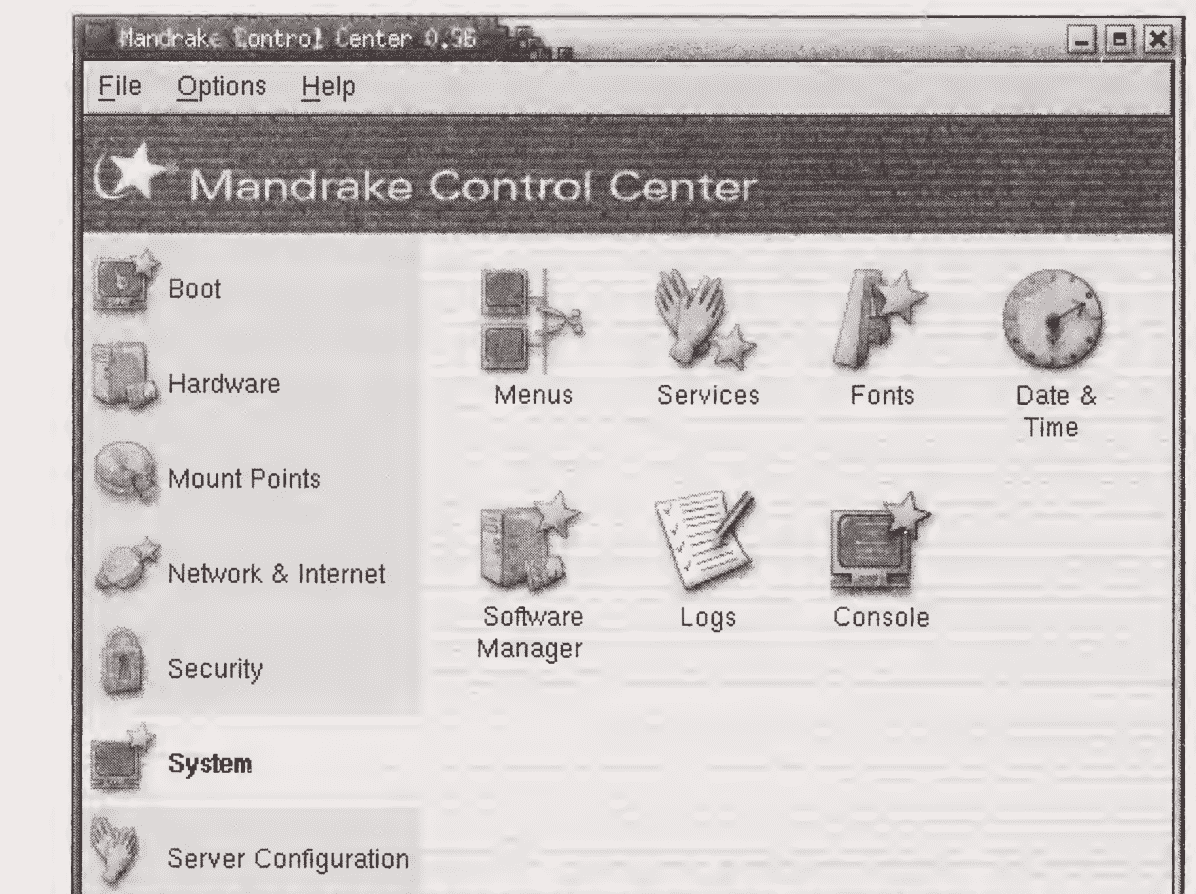 Mandrake Control Center 0.96
File Options Help
Mandrake Control Center
Boot
Hardware
Mount Points
Network & Internet
Security
System
Server Configuration
Menus
Services
Fonts
Date &
Time
Software
Manager
Logs
Console